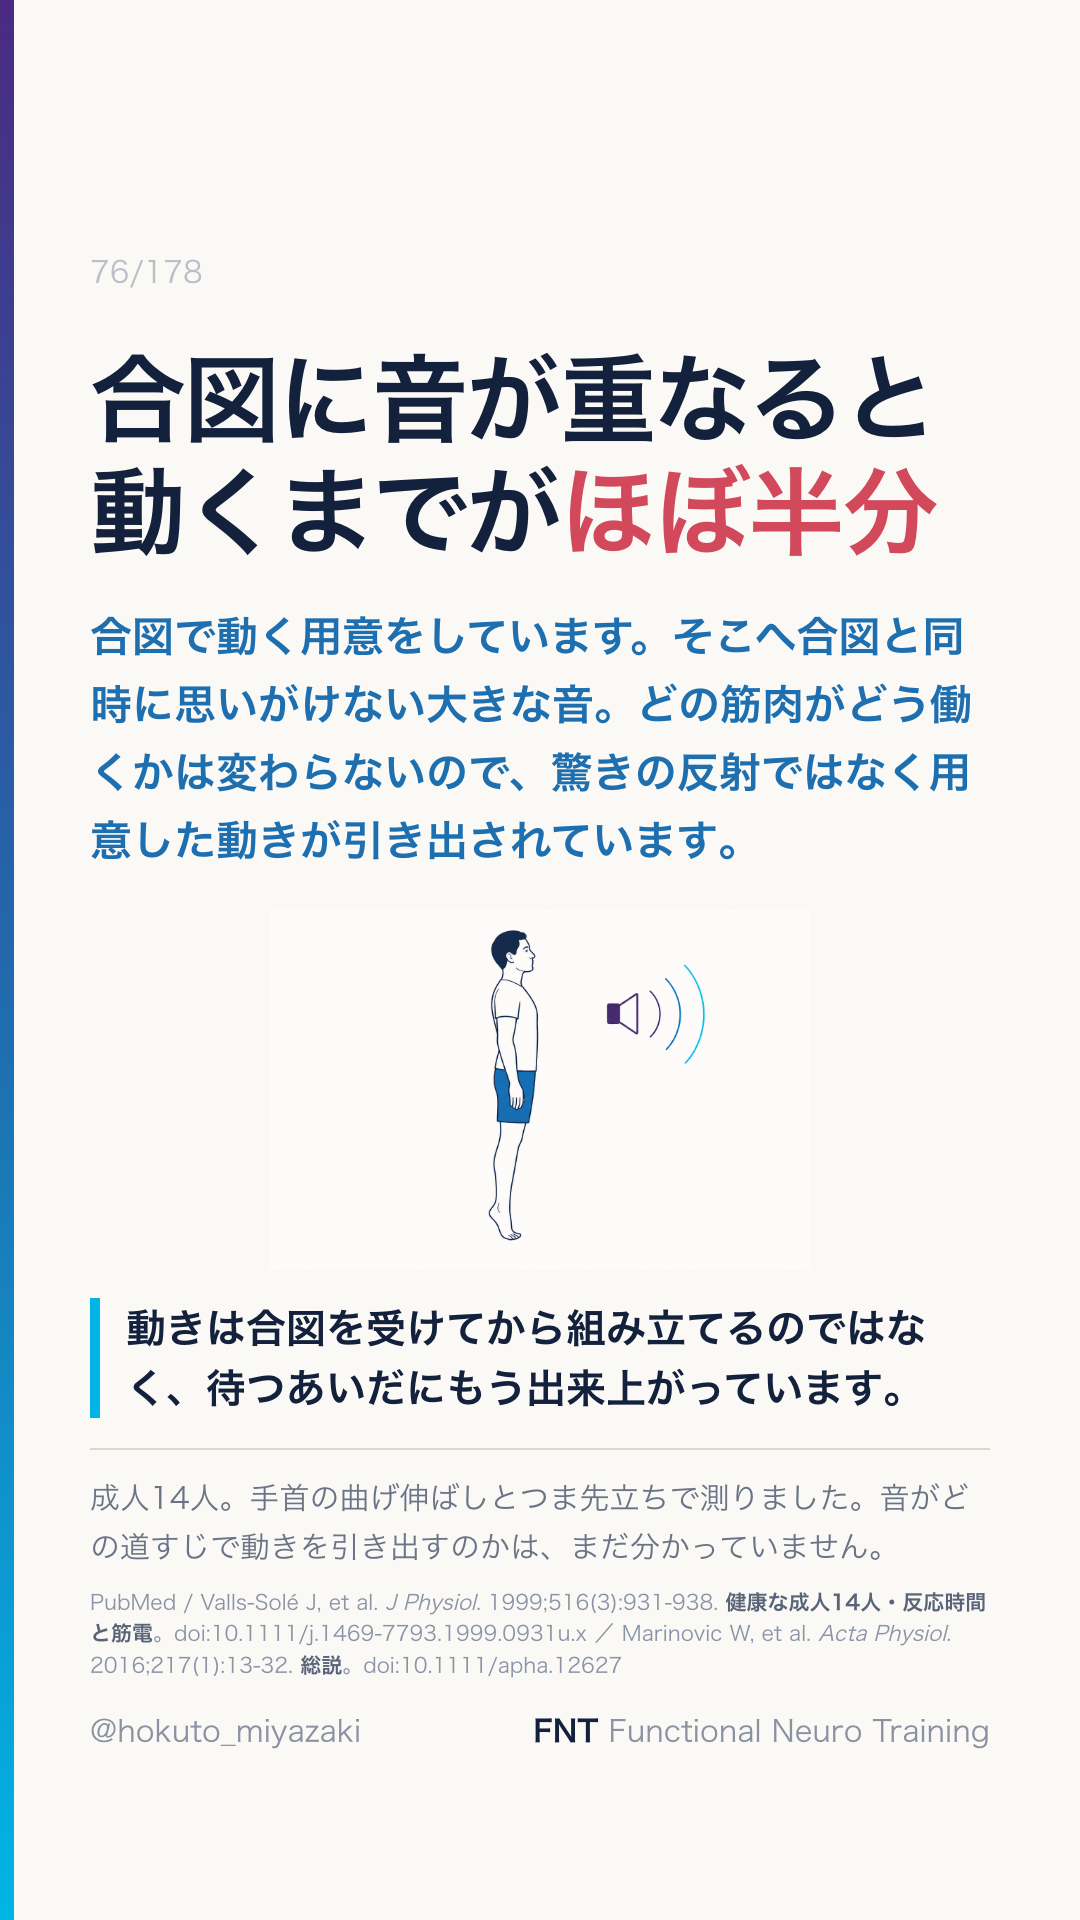 76/178
合図に音が重なると
動くまでがほぼ半分
合図で動く用意をしています。そこへ合図と同
時に思いがけない大きな音。どの筋肉がどう働
くかは変わらないので、驚きの反射ではなく用
意した動きが引き出されています。
動きは合図を受けてから組み立てるのではな
く、待つあいだにもう出来上がっています。
成人14人。手首の曲げ伸ばしとつま先立ちで測りました。音がど
の道すじで動きを引き出すのかは、まだ分かっていません。
PubMed / Valls-Solé J, et al. J Physiol. 1999;516(3):931-938. 健康な成人14人・反応時間
と筋電。doi:10.1111/j.1469-7793.1999.0931u.x ／ Marinovic W, et al. Acta Physiol.
2016;217(1):13-32. 総説。doi:10.1111/apha.12627
@hokuto_miyazaki
FNT Functional Neuro Training